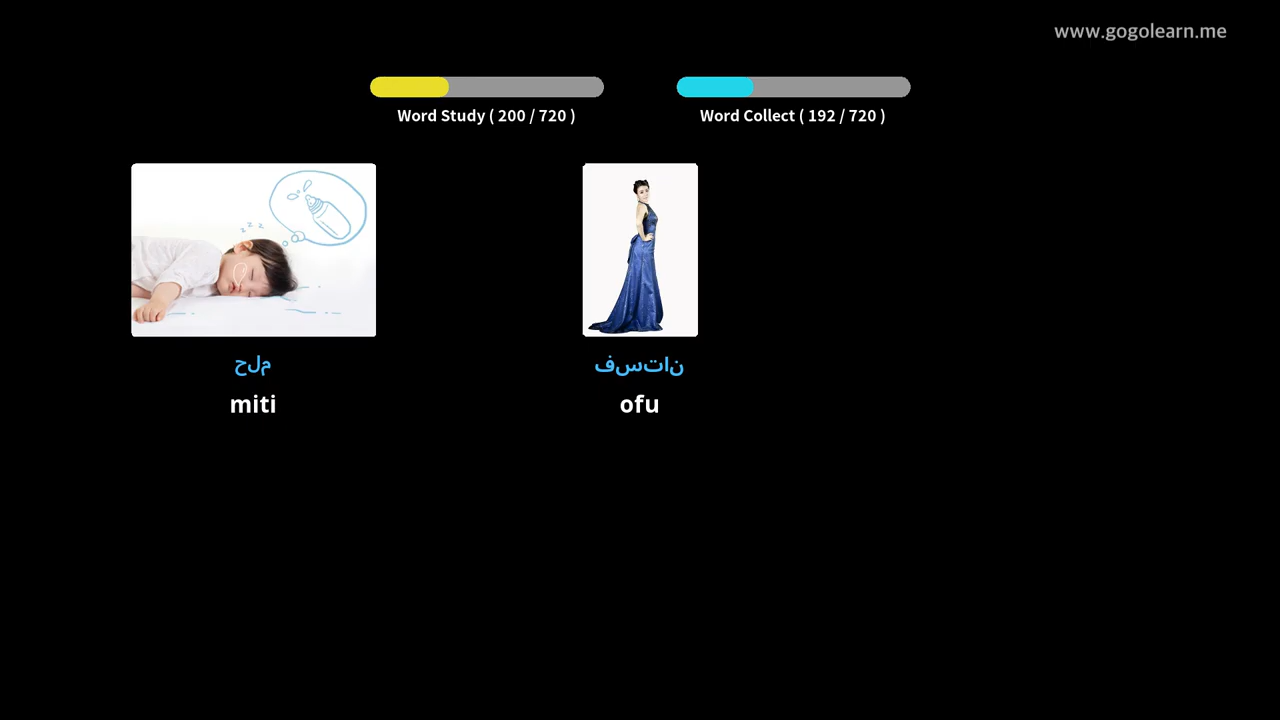 www.gogolearn.me
Word Study ( 200 / 720 )
Word Collect ( 192 / 720 )
حلم
miti
فستان
ofu